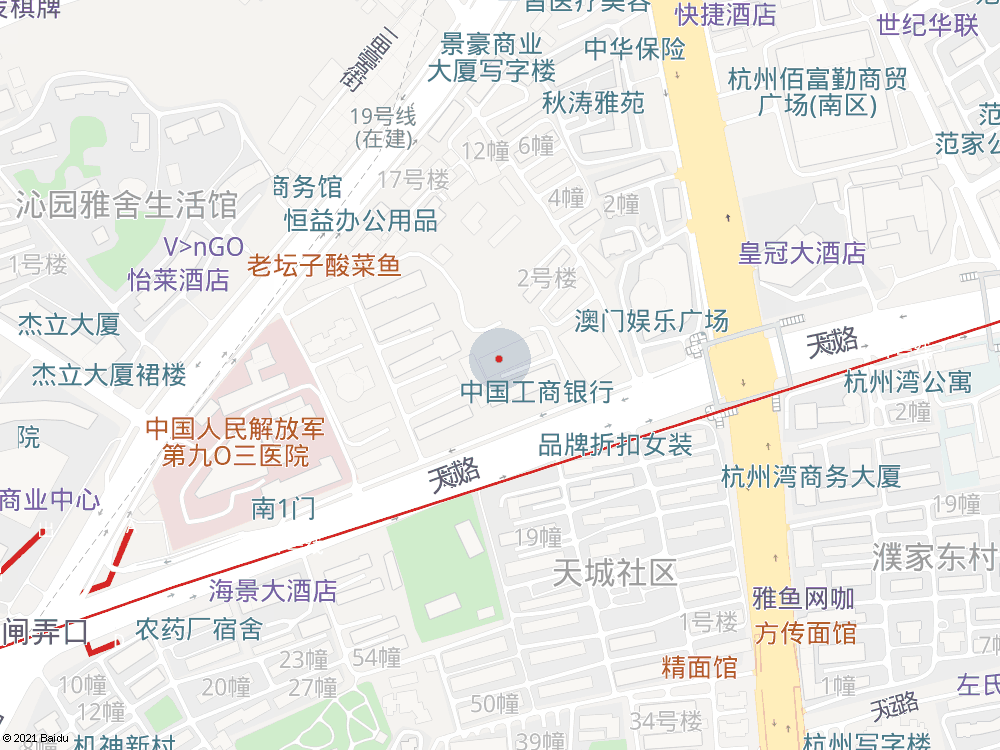 棋牌
快捷酒店
世纪华联
景豪商业
大厦写字楼
中华保险
杭州佰富勤商贸
广场(南区)
秋涛雅苑
19号线
(在建)
范家公
12幢
6幢
17号楼
商务馆
4幢
2幢
沁园雅舍生活馆
恒益办公用品
V>nGO
怡莱酒店
1号楼
老坛子酸菜鱼
2号楼
皇冠大酒店
杰立大厦
澳门娱乐广场
天城路
杰立大厦裙楼
中国工商银行
杭州湾公寓
2幢
中国人民解放军
第九O三医院
院
品牌折扣女装
天城路
杭州湾商务大厦
商业中心
南1门
19幢
19幢
天城社区
濮家东村
海景大酒店
雅鱼网咖
闸弄口
农药厂宿舍
1号楼
方传面馆
23幢
54幢
精面馆
7幢
10幢
20幢
27幢
1幢
左氏
12幢
50幢
34号楼
天运路
机神新村
39幢
杭州写字楼
© 2021 Baidu